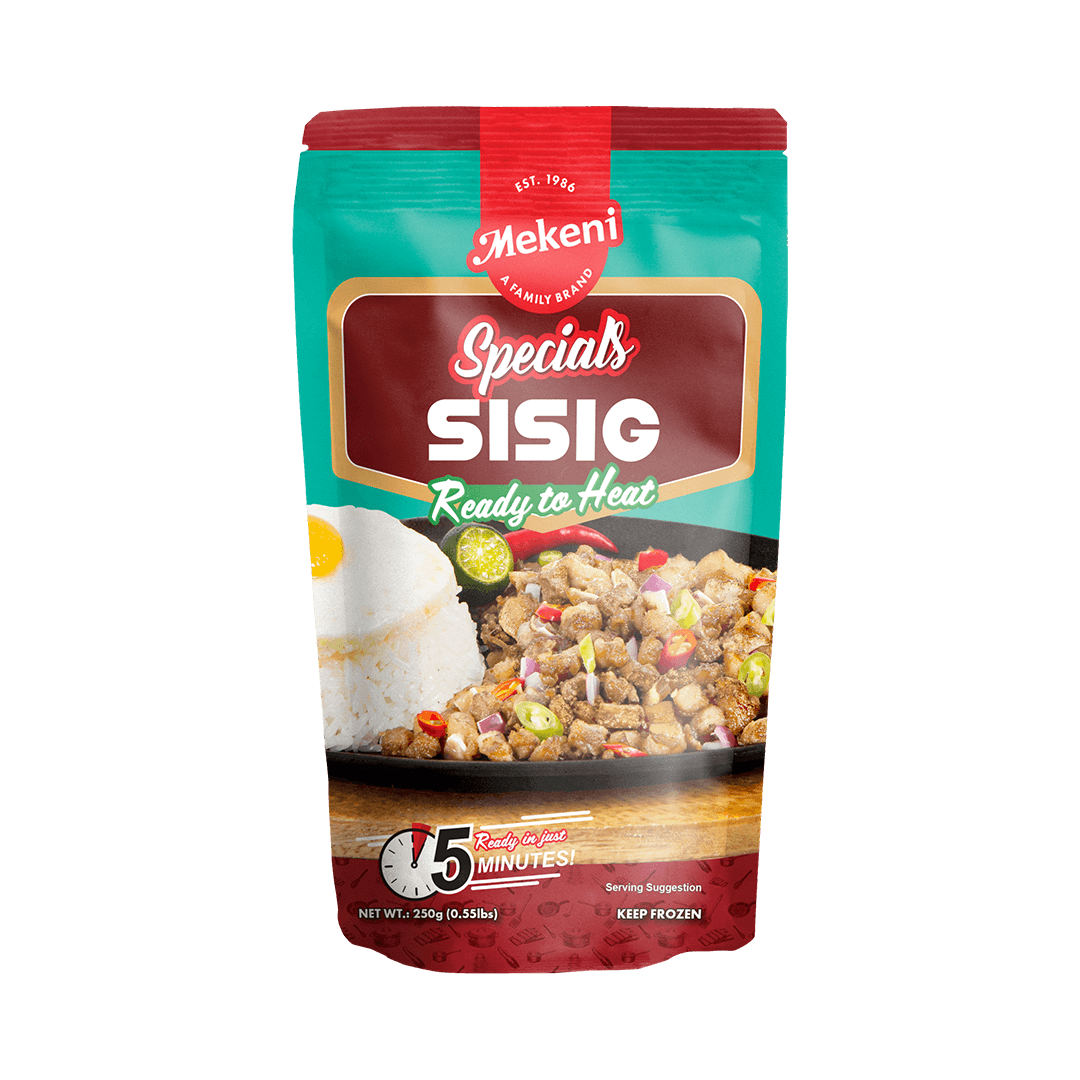 EST. 1986
Mekeni
A FAMILY BRAND
Specials
SISIG
Ready to Heat
5 Ready in just
MINUTES!
Serving Suggestion
NET WT.: 250g (0.55lbs)
KEEP FROZEN